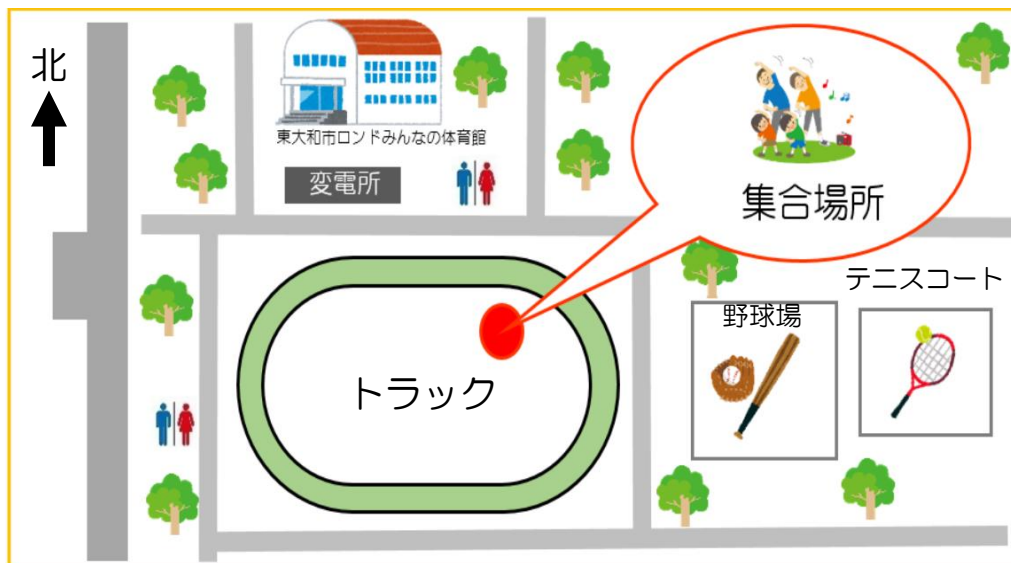 北
東大和市ロンドみんなの体育館
変電所
集合場所
テニスコート
野球場
トラック